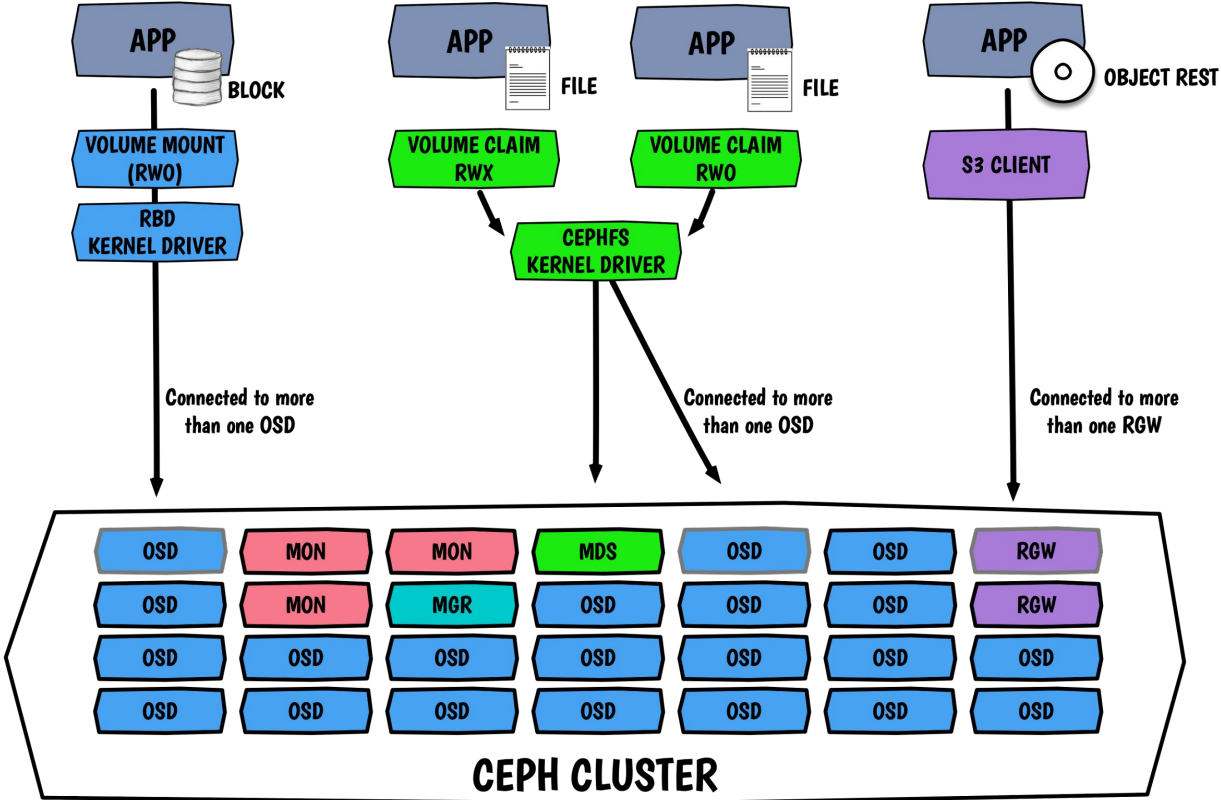 APP
BLOCK
VOLUME MOUNT
(RWO)
RBD
KERNEL DRIVER
Connected to more
than one OSD
APP
FILE
VOLUME CLAIM
RWX
APP
FILE
VOLUME CLAIM
RWO
CEPHFS
KERNEL DRIVER
Connected to more
than one OSD
APP
OBJECT REST
S3 CLIENT
Connected to more
than one RGW
OSD MON MON MDS OSD OSD RGW
OSD MON MGR OSD OSD OSD RGW
OSD OSD OSD OSD OSD OSD OSD
OSD OSD OSD OSD OSD OSD OSD
CEPH CLUSTER